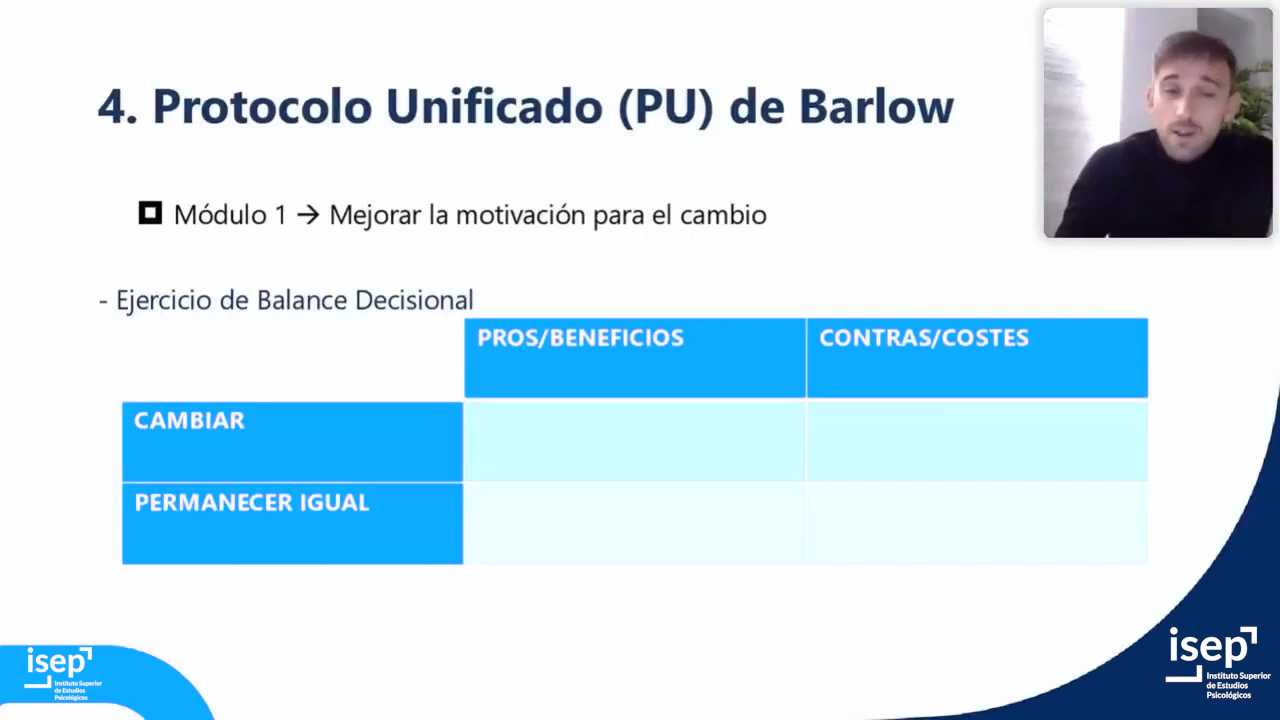 4. Protocolo Unificado (PU) de Barlow
Módulo 1 → Mejorar la motivación para el cambio
- Ejercicio de Balance Decisional
PROS/BENEFICIOS
CONTRAS/COSTES
CAMBIAR
PERMANECER IGUAL
isep
Instituto Superior
de Estudios
Psicológicos
isep
Instituto Superior
de Estudios
Psicológicos